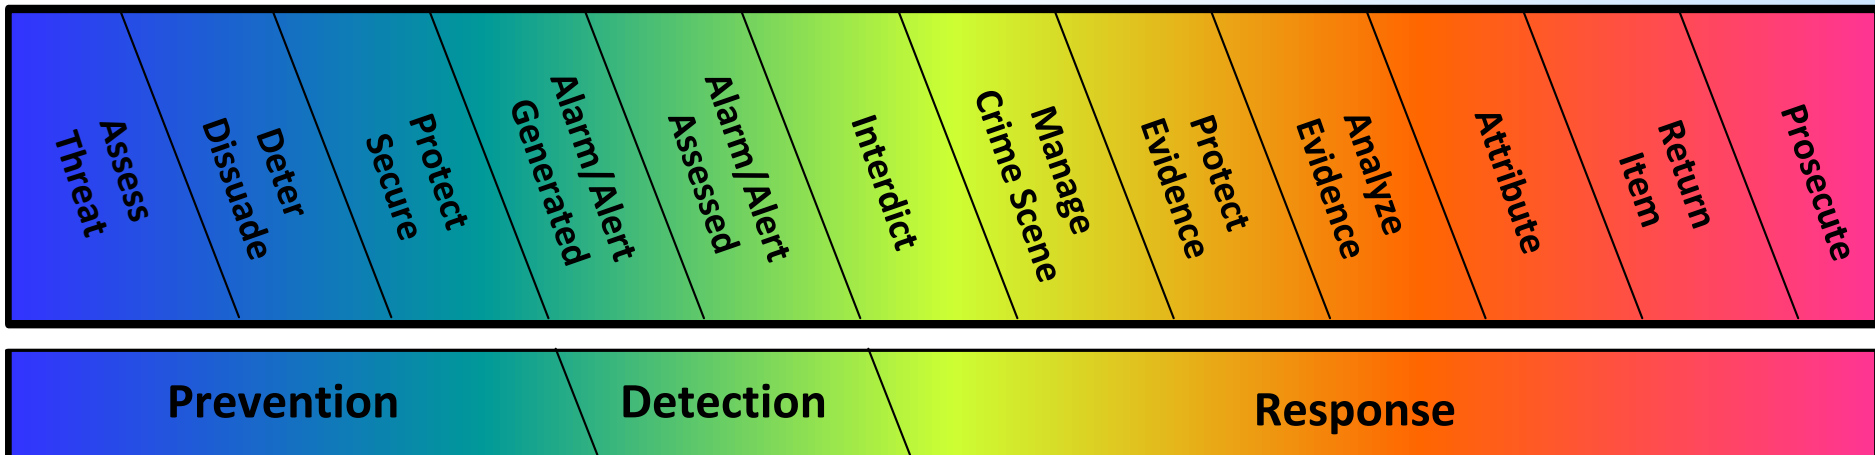 Assess
Threat
Deter
Dissuade
Protect
Secure
Alarm/Alert
Generated
Alarm/Alert
Assessed
Interdict
Manage
Crime Scene
Protect
Evidence
Analyze
Evidence
Attribute
Return
Item
Prosecute
Prevention
Detection
Response